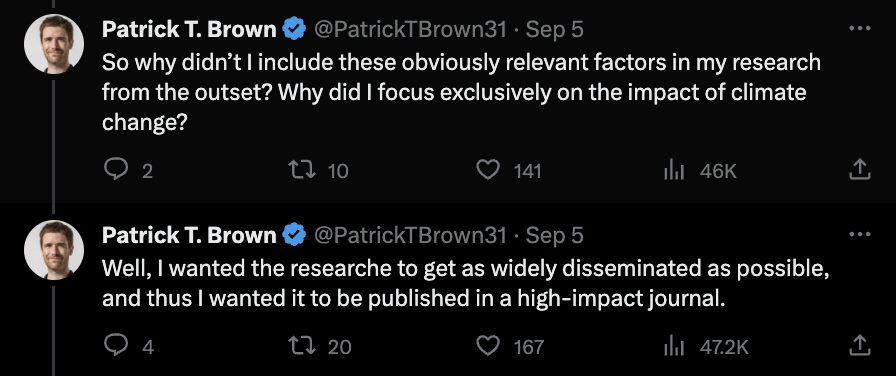 Patrick T. Brown @PatrickTBrown31 · Sep 5
So why didn’t I include these obviously relevant factors in my research
from the outset? Why did I focus exclusively on the impact of climate
change?
2 10 141 46K
Patrick T. Brown @PatrickTBrown31 · Sep 5
Well, I wanted the researche to get as widely disseminated as possible,
and thus I wanted it to be published in a high-impact journal.
4 20 167 47.2K